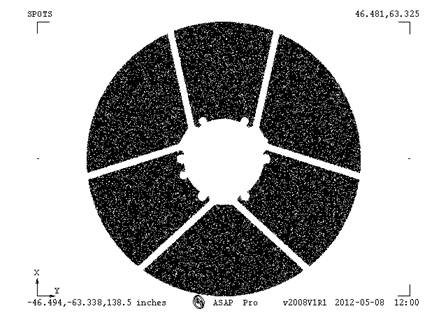 SPOTS
46.481,63.325
X
Y
-46.494,-63.338,138.5 inches ASAP Pro v2008V1R1 2012-05-08 12:00